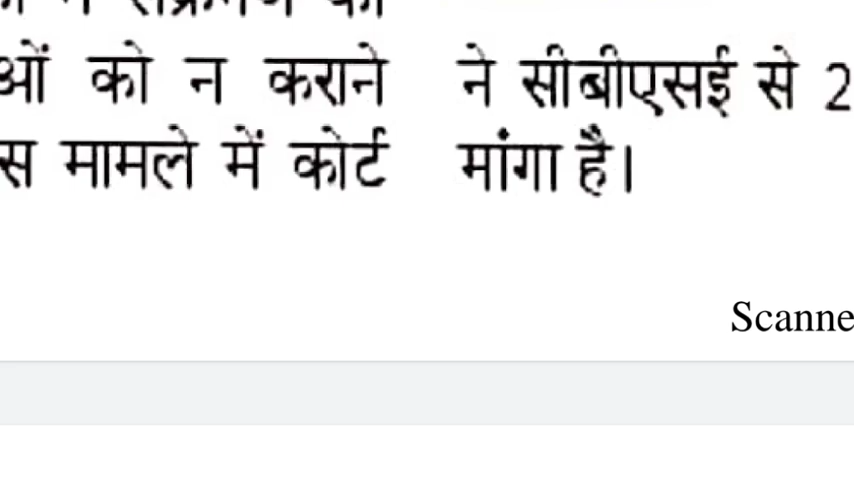 ओं को न कराने
स मामले में कोर्ट
ने सीबीएसई से 2
मांगा है।
Scanne